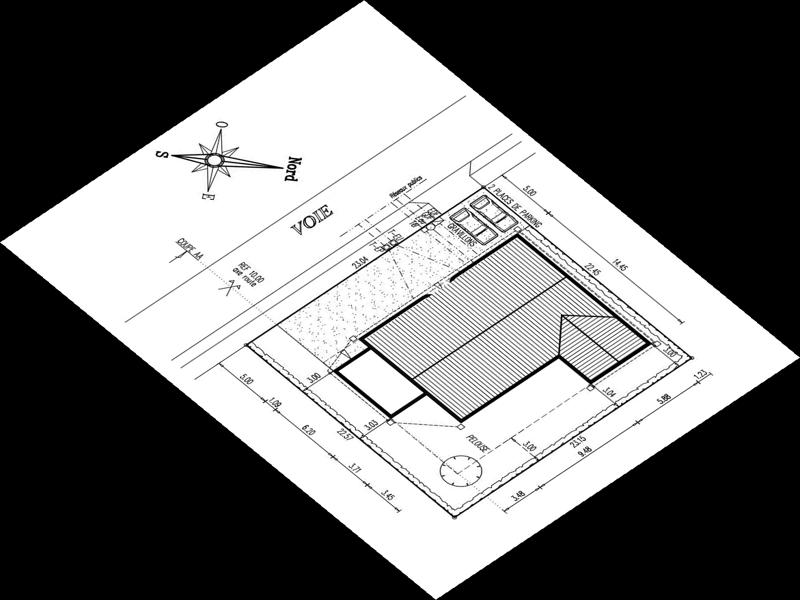 O
S
Nord
E
VOIE
Réseaux publics
COUPE AA
REF 10.00
axe route
2 PLACES DE PARKING
GRAVILLONS
5.00
14.45
22.45
23.04
3.00
3.00
1.23
5.00
1.09
6.20
22.57
3.71
3.45
3.03
PELOUSE
3.04
3.00
23.15
5.88
9.48
3.48